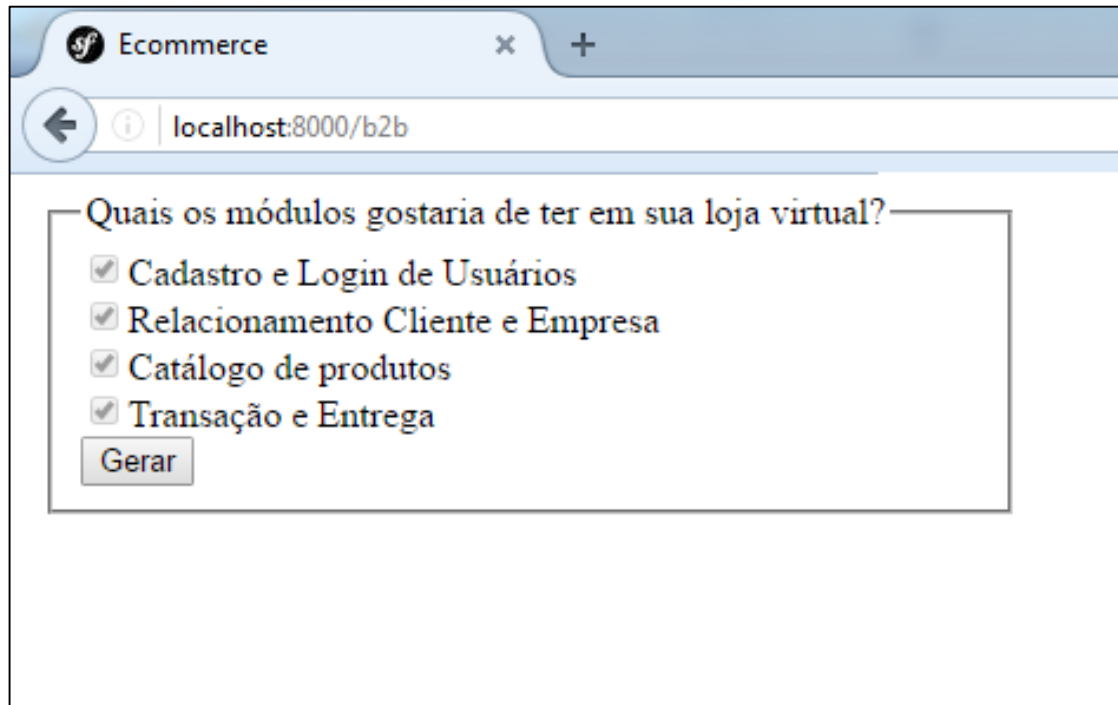 sf Ecommerce
localhost:8000/b2b
Quais os módulos gostaria de ter em sua loja virtual?
Cadastro e Login de Usuários
Relacionamento Cliente e Empresa
Catálogo de produtos
Transação e Entrega
Gerar